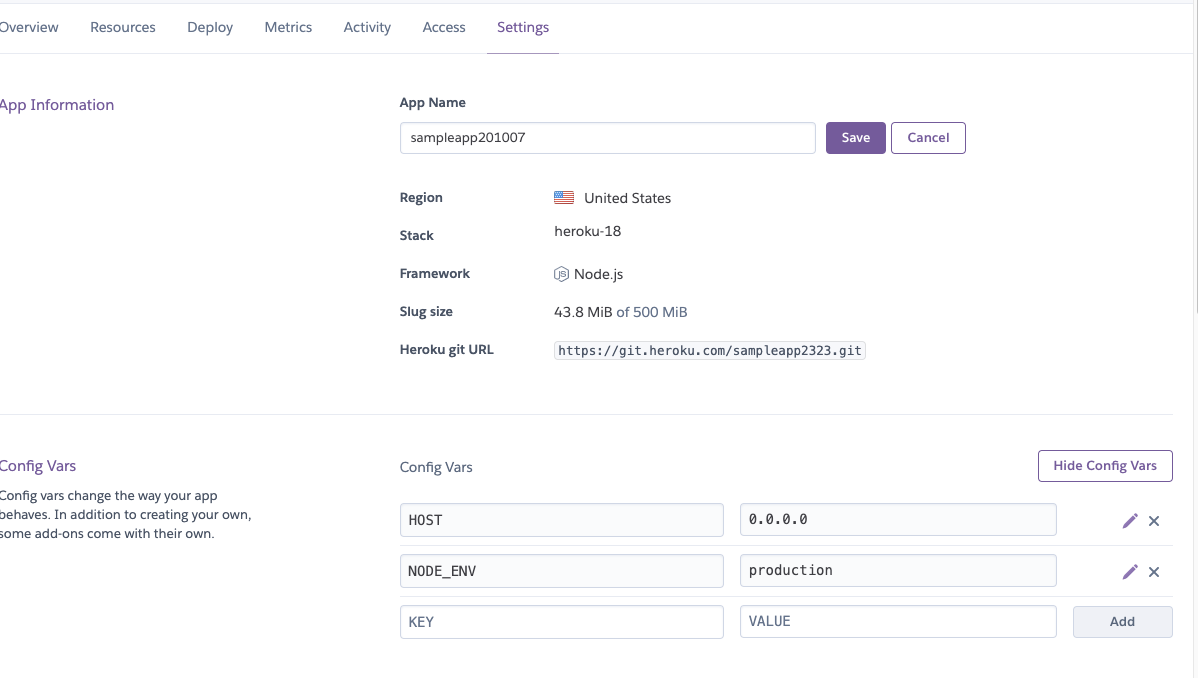 Overview Resources Deploy Metrics Activity Access Settings
App Information
App Name
sampleapp201007 Save Cancel
Region United States
Stack heroku-18
Framework JS Node.js
Slug size 43.8 MiB of 500 MiB
Heroku git URL https://git.heroku.com/sampleapp2323.git
Config Vars
Config vars change the way your app
behaves. In addition to creating your own,
some add-ons come with their own.
Config Vars Hide Config Vars
HOST 0.0.0.0
NODE_ENV production
KEY VALUE Add